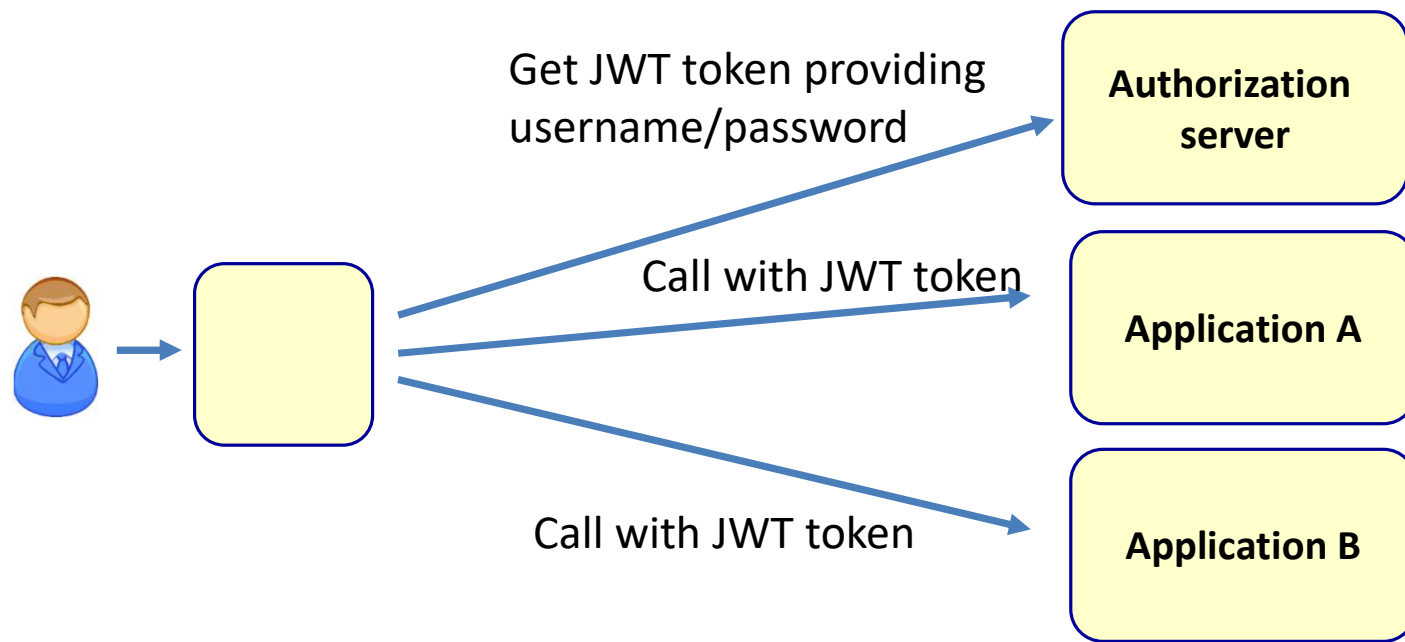 Get JWT token providing
username/password
Authorization
server
Call with JWT token
Application A
Call with JWT token
Application B